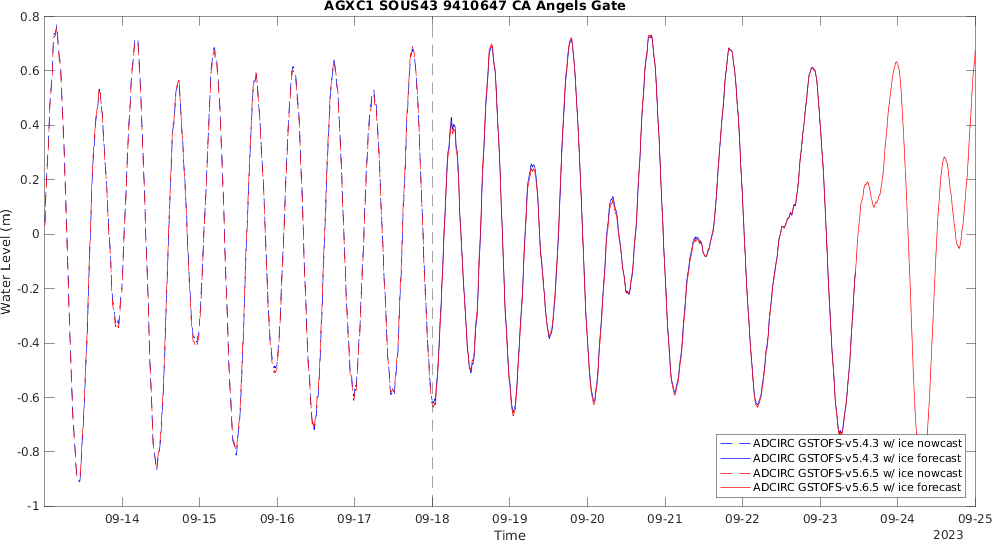 AGXC1 SOUS43 9410647 CA Angels Gate
0.8
0.6
0.4
0.2
0
-0.2
-0.4
-0.6
-0.8
-1
Water Level (m)
ADCIRC GSTOFS-v5.4.3 w/ ice nowcast
ADCIRC GSTOFS-v5.4.3 w/ ice forecast
ADCIRC GSTOFS-v5.6.5 w/ ice nowcast
ADCIRC GSTOFS-v5.6.5 w/ ice forecast
09-14 09-15 09-16 09-17 09-18 09-19 09-20 09-21 09-22 09-23 09-24 09-25
Time
2023